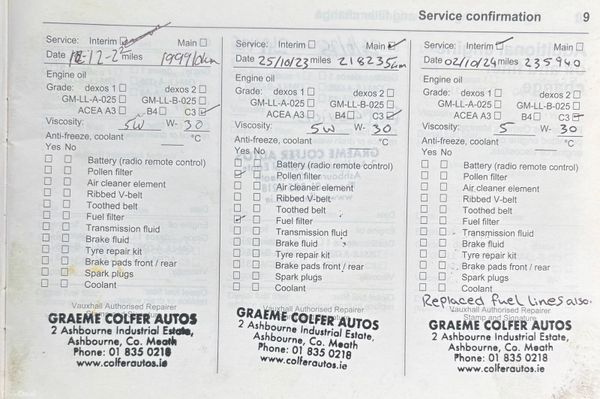 Service confirmation 9
Service: Interim Main
Date 12-12-22 miles 199910km
Engine oil
Grade: dexos 1 dexos 2
GM-LL-A-025 GM-LL-B-025
ACEA A3 B4 C3
Viscosity: 5W W- 30
Anti-freeze, coolant °C
Yes No
Battery (radio remote control)
Pollen filter
Air cleaner element
Ribbed V-belt
Toothed belt
Fuel filter
Transmission fluid
Brake fluid
Tyre repair kit
Brake pads front / rear
Spark plugs
Coolant
Vauxhall Authorised Repairer
GRAEME COLFER AUTOS
2 Ashbourne Industrial Estate,
Ashbourne, Co. Meath
Phone: 01 835 0218
www.colferautos.ie
Service: Interim Main
Date 25/10/23 miles 218235km
Engine oil
Grade: dexos 1 dexos 2
GM-LL-A-025 GM-LL-B-025
ACEA A3 B4 C3
Viscosity: 5W W- 30
Anti-freeze, coolant °C
Yes No
Battery (radio remote control)
Pollen filter
Air cleaner element
Ribbed V-belt
Toothed belt
Fuel filter
Transmission fluid
Brake fluid
Tyre repair kit
Brake pads front / rear
Spark plugs
Coolant
Vauxhall Authorised Repairer
GRAEME COLFER AUTOS
2 Ashbourne Industrial Estate,
Ashbourne, Co. Meath
Phone: 01 835 0218
www.colferautos.ie
Service: Interim Main
Date 02/10/24 miles 235940
Engine oil
Grade: dexos 1 dexos 2
GM-LL-A-025 GM-LL-B-025
ACEA A3 B4 C3
Viscosity: 5 W- 30
Anti-freeze, coolant °C
Yes No
Battery (radio remote control)
Pollen filter
Air cleaner element
Ribbed V-belt
Toothed belt
Fuel filter
Transmission fluid
Brake fluid
Tyre repair kit
Brake pads front / rear
Spark plugs
Coolant
Replaced fuel lines also.
Vauxhall Authorised Repairer
Stamp and Signature
GRAEME COLFER AUTOS
2 Ashbourne Industrial Estate,
Ashbourne, Co. Meath
Phone: 01 835 0218
www.colferautos.ie